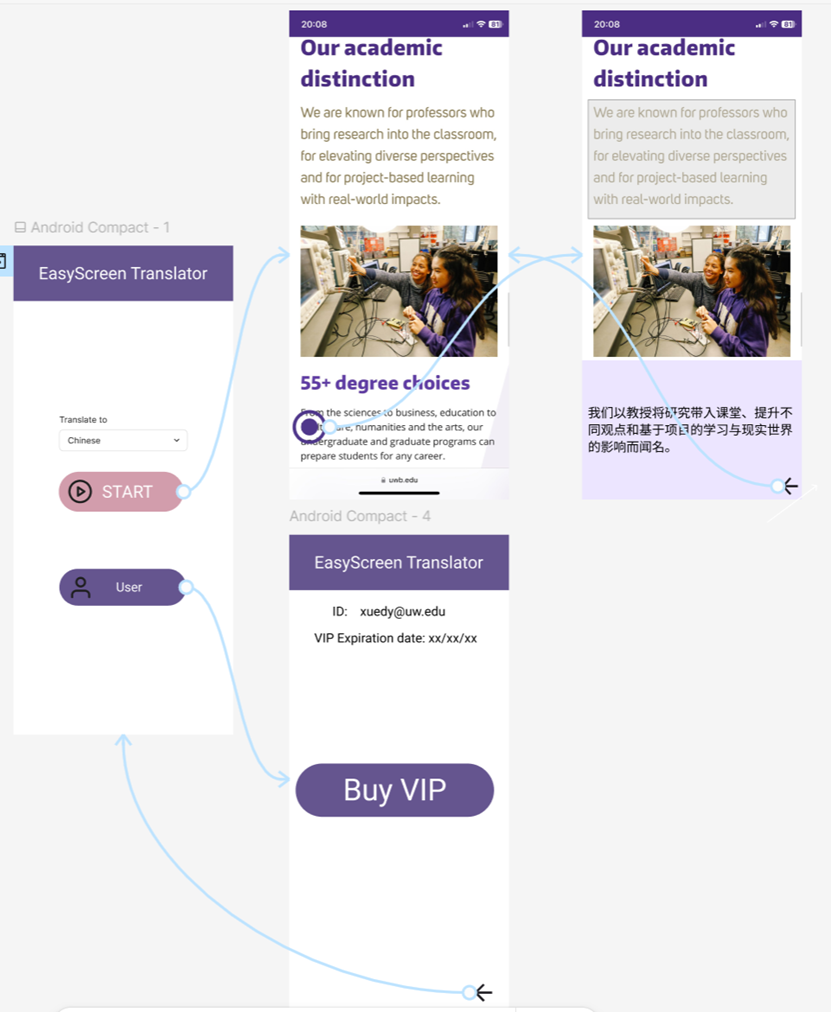 Android Compact - 1
EasyScreen Translator
Translate to
Chinese
START
User
20:08
81
Our academic
distinction
We are known for professors who
bring research into the classroom,
for elevating diverse perspectives
and for project-based learning
with real-world impacts.
55+ degree choices
From the sciences to business, education to
undergraduate and graduate programs can
prepare students for any career.
uwb.edu
20:08
81
Our academic
distinction
We are known for professors who
bring research into the classroom,
for elevating diverse perspectives
and for project-based learning
with real-world impacts.
我们以教授将研究带入课堂、提升不
同观点和基于项目的学习与现实世界
的影响而闻名。
Android Compact - 4
EasyScreen Translator
ID: xuedy@uw.edu
VIP Expiration date: xx/xx/xx
Buy VIP